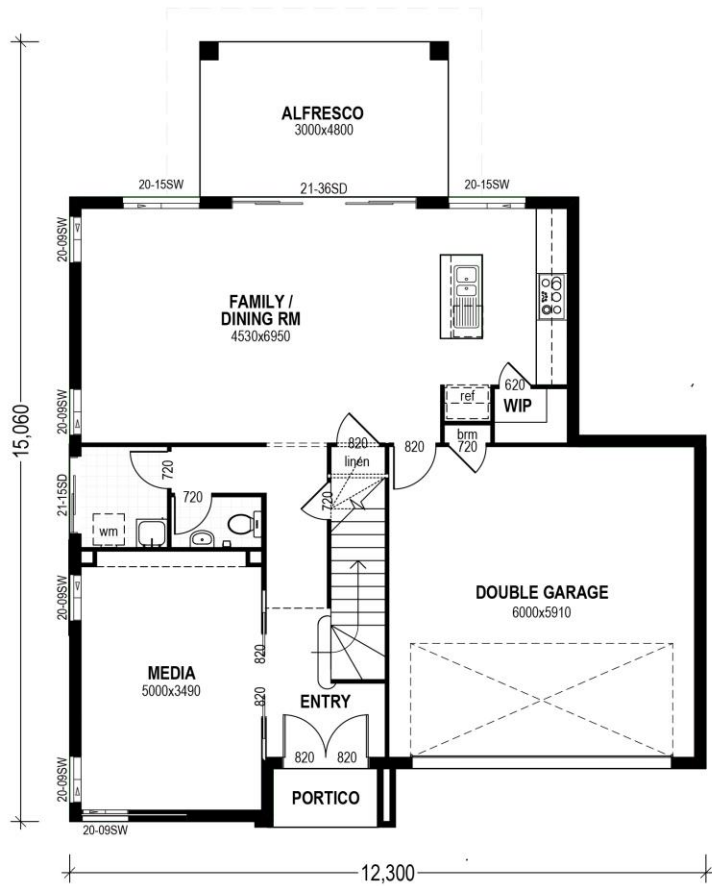 ALFRESCO
3000x4800
20-15SW
21-36SD
20-15SW
20-09SW
FAMILY /
DINING RM
4530x6950
620
ref
WIP
20-09SW
15,060
820
820
brm
720
linen
720
21-15SD
720
720
wm
20-09SW
DOUBLE GARAGE
6000x5910
820
MEDIA
5000x3490
820
ENTRY
820
820
20-09SW
PORTICO
20-09SW
12,300